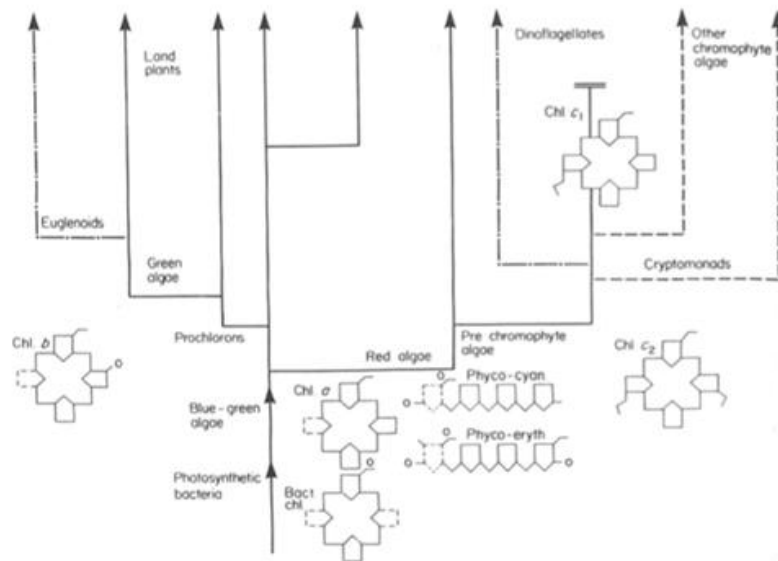 Land
plants
Dinoflagellates
Other
chromophyte
algae
Chl c₁
Euglenoids
Green
algae
Cryptomonads
Chl. b
O
Prochlorons
Pre chromophyte
algae
Red algae
Chl c₂
Blue-green
algae
Chl. a
O
Phyco-cyan
O
O
Phyco-eryth
O
O
Photosynthetic
bacteria
O
Bact.
chl.